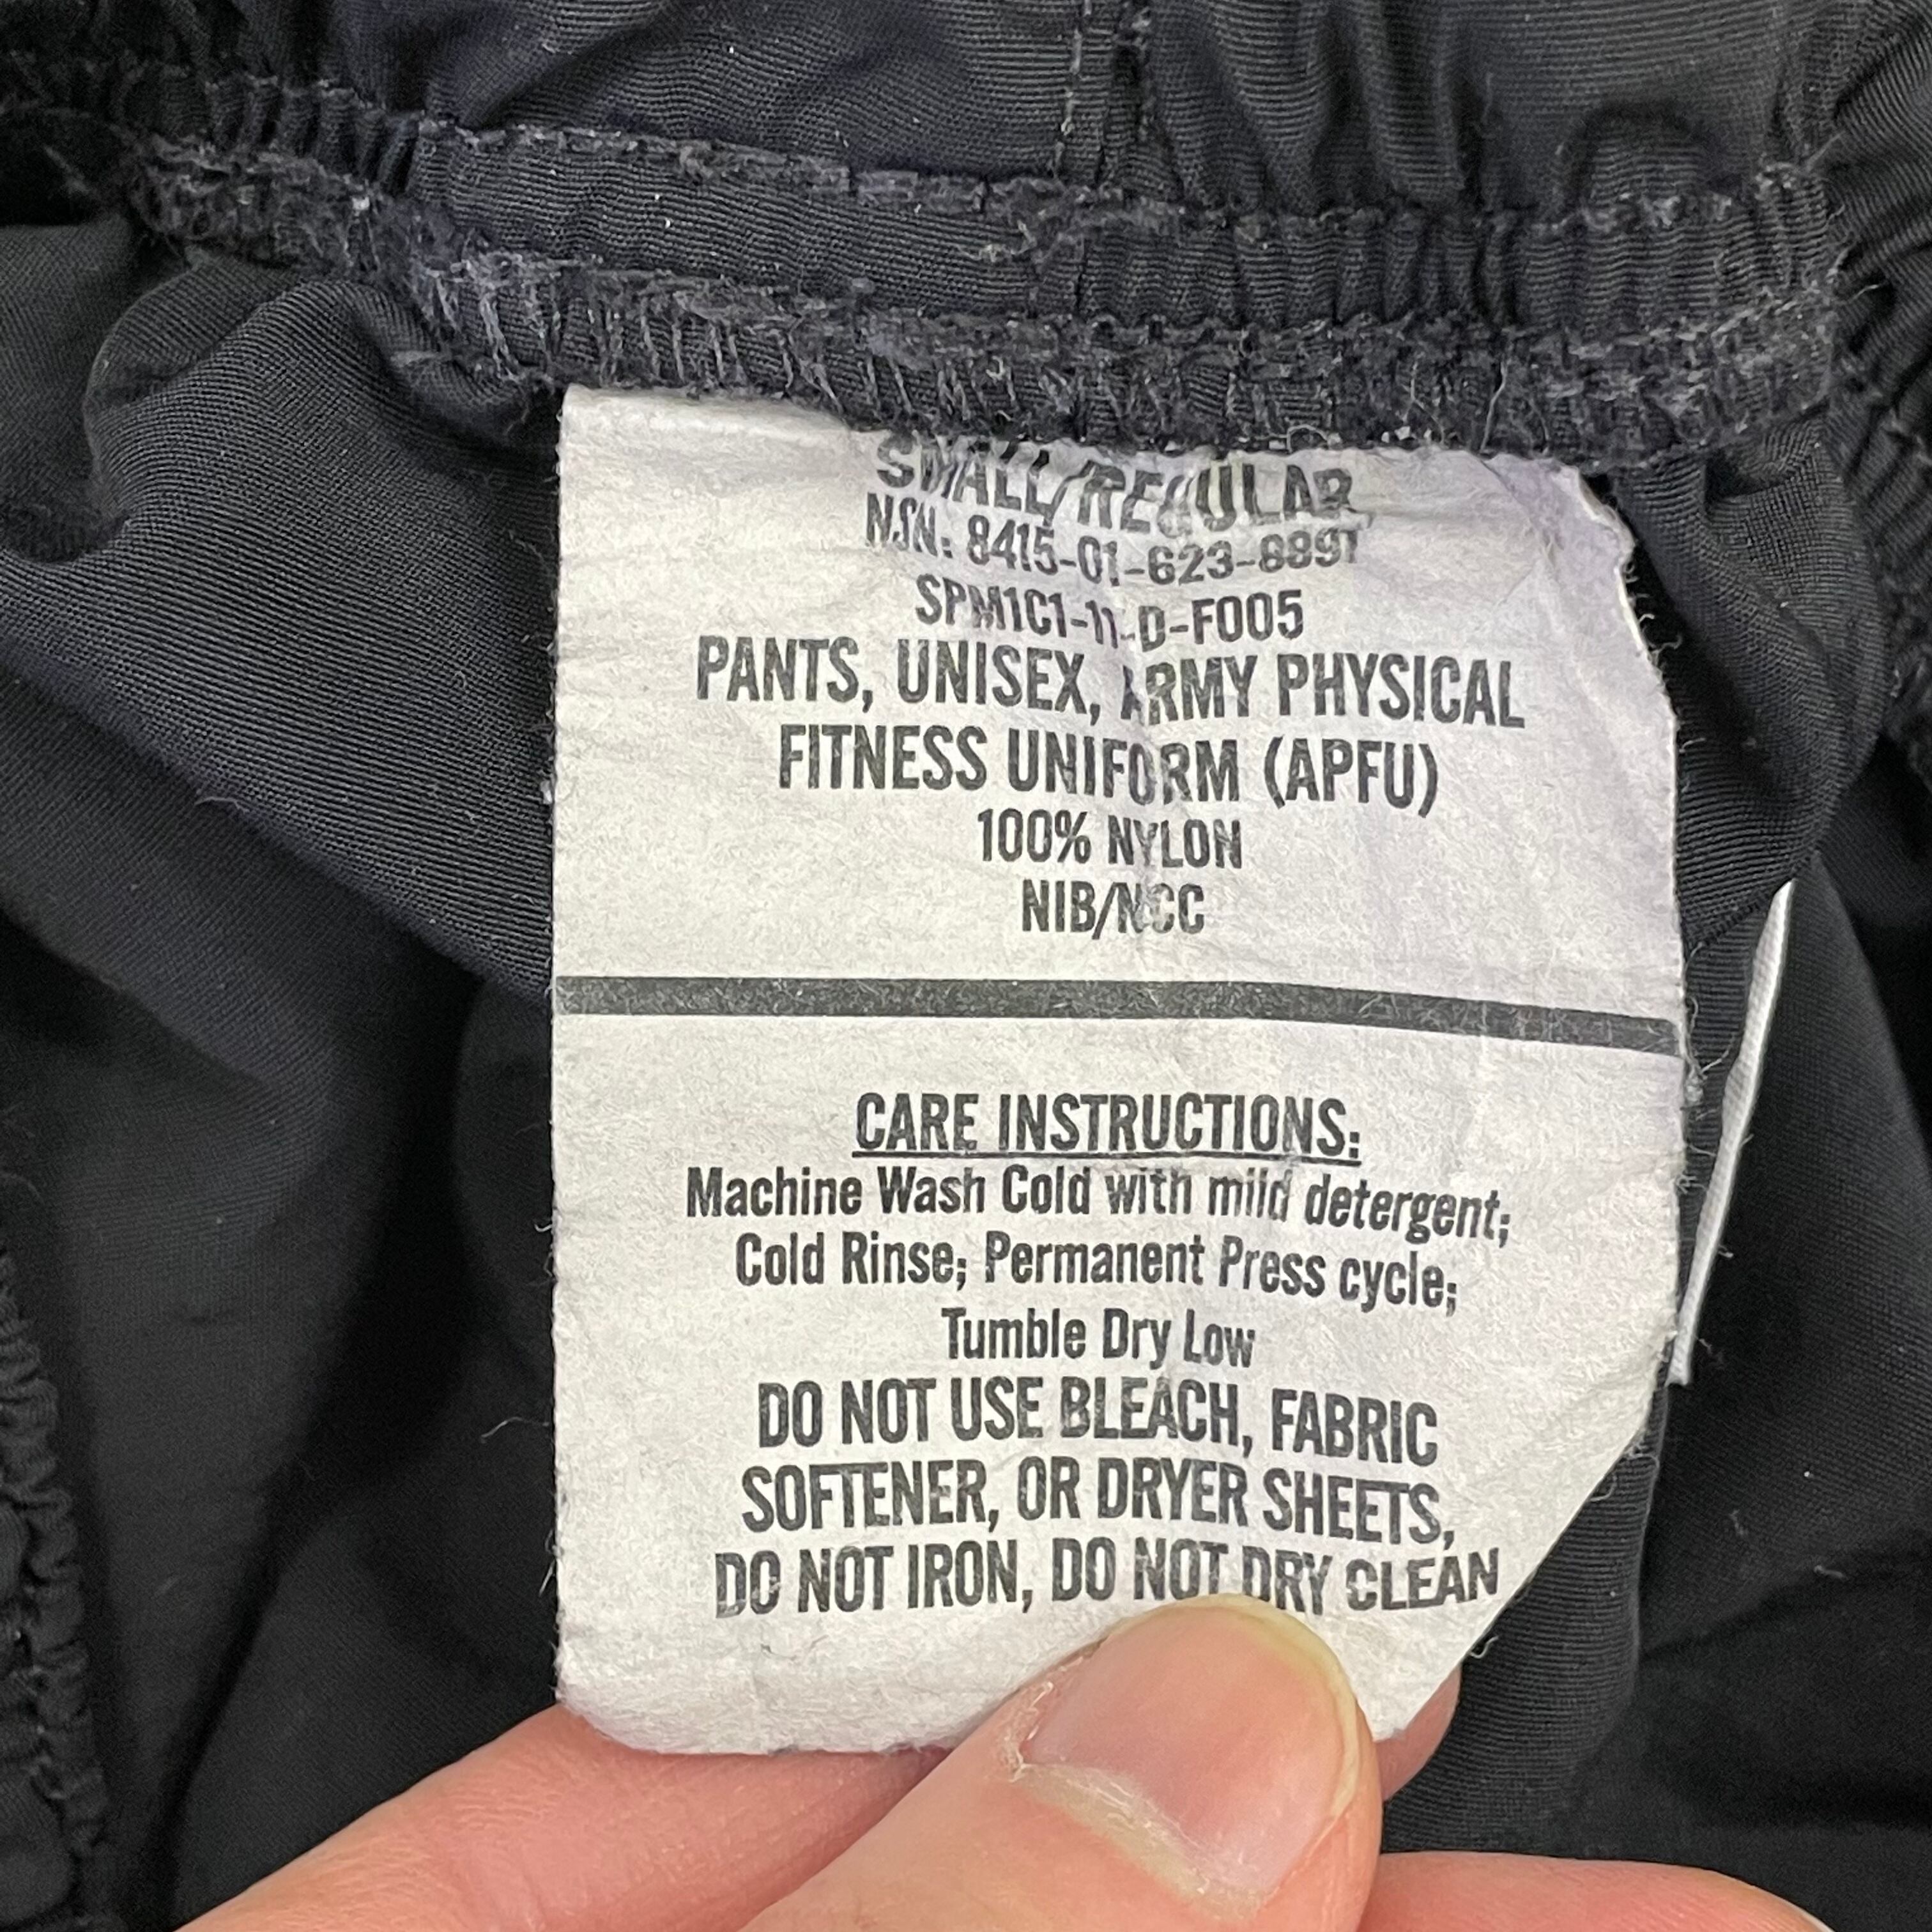 SMALL/REGULAR
NSN: 8415-01-623-8897
SPM1C1-11-D-F005
PANTS, UNISEX, ARMY PHYSICAL
FITNESS UNIFORM (APFU)
100% NYLON
NIB/NCC
CARE INSTRUCTIONS:
Machine Wash Cold with mild detergent;
Cold Rinse; Permanent Press cycle;
Tumble Dry Low
DO NOT USE BLEACH, FABRIC
SOFTENER, OR DRYER SHEETS,
DO NOT IRON, DO NOT DRY CLEAN